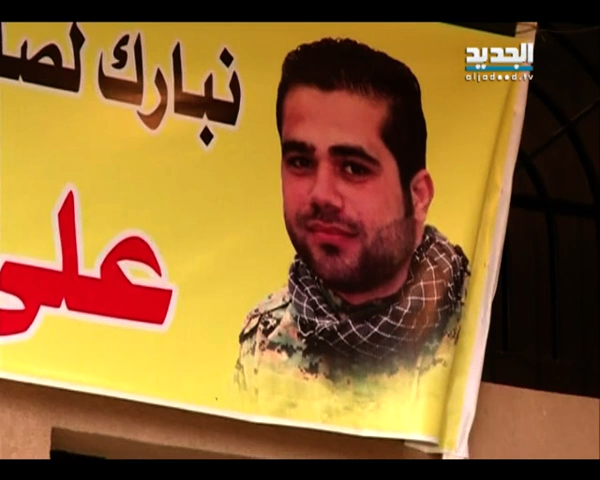 الجديد
aljadeed.tv
نبارك لصا
علي